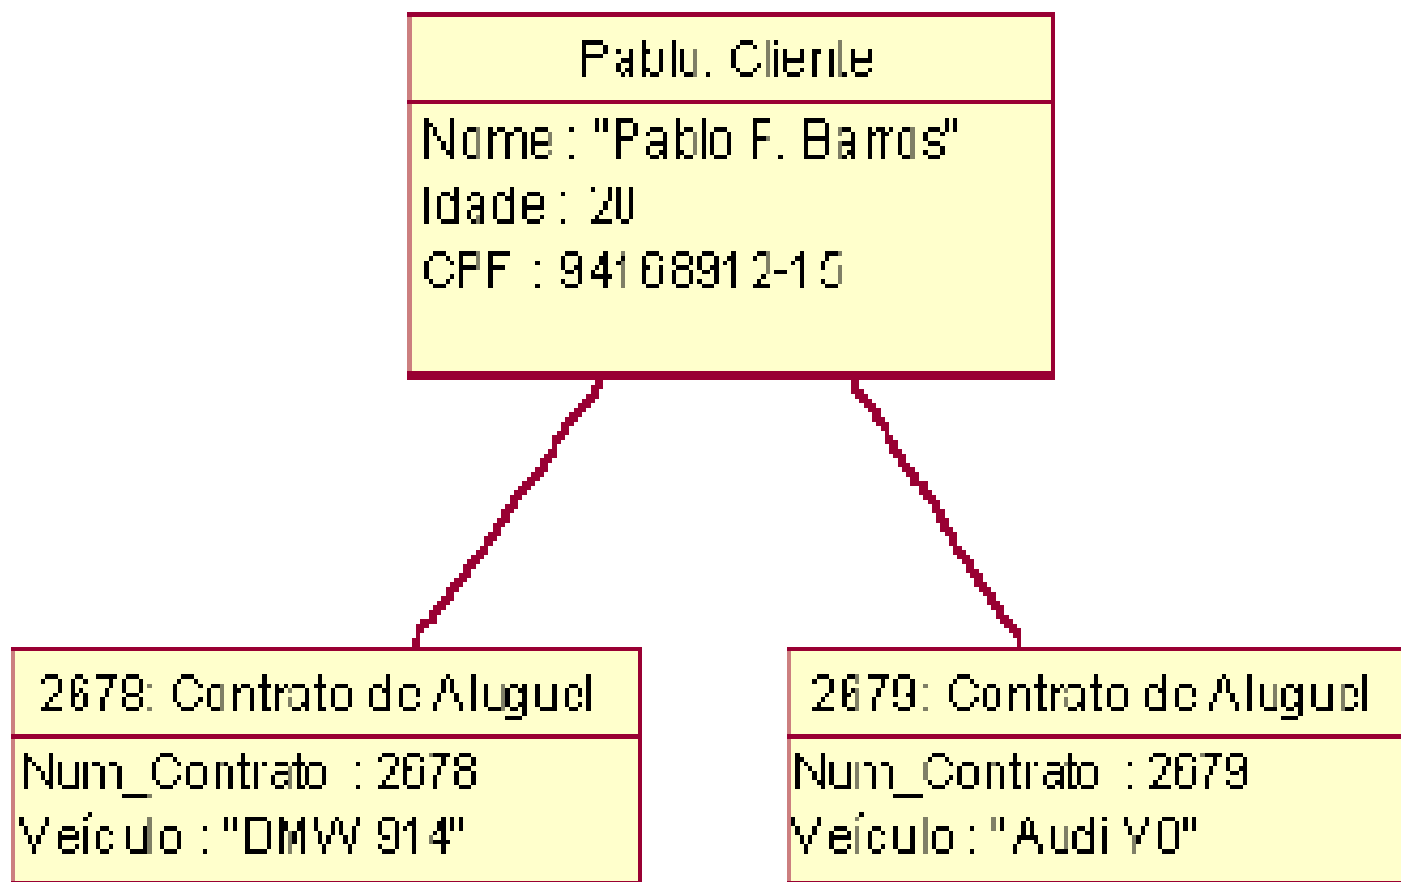 Pablo: Cliente
Nome : "Pablo F. Barros"
Idade : 20
CPF : 94168912-15
2678: Contrato de Aluguel
Num_Contrato : 2678
Veículo : "BMW 914"
2679: Contrato de Aluguel
Num_Contrato : 2679
Veículo : "Audi V8"